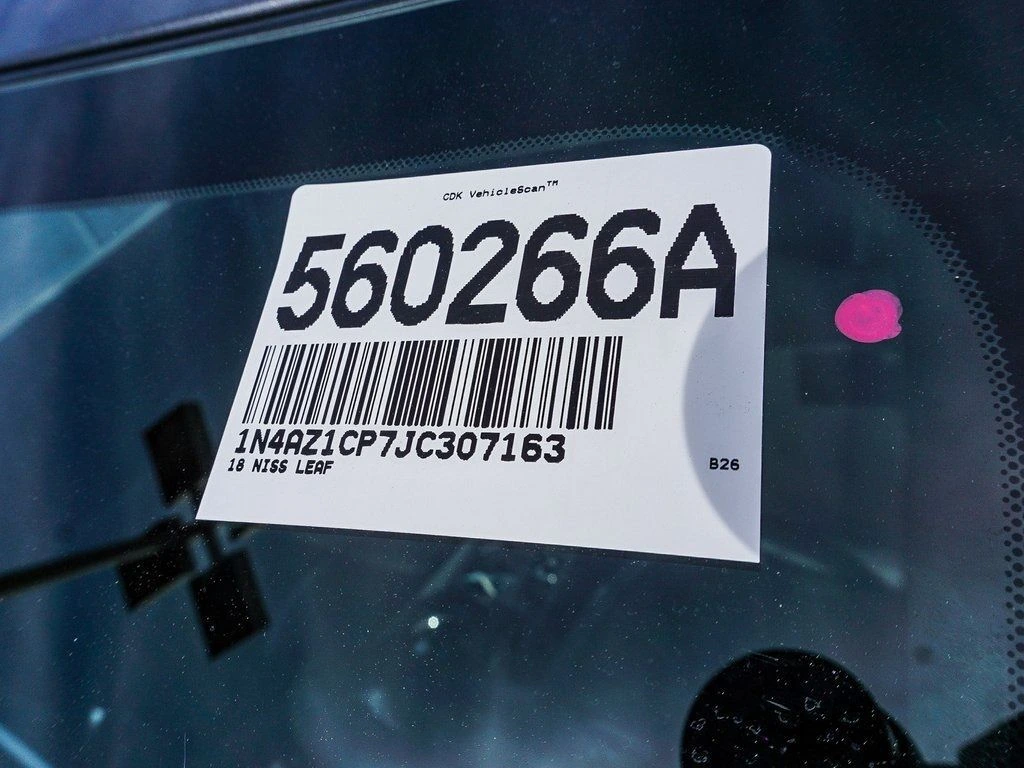 CDK VehicleScan™
560266A
1N4AZ1CP7JC307163
18 NISS LEAF
B26